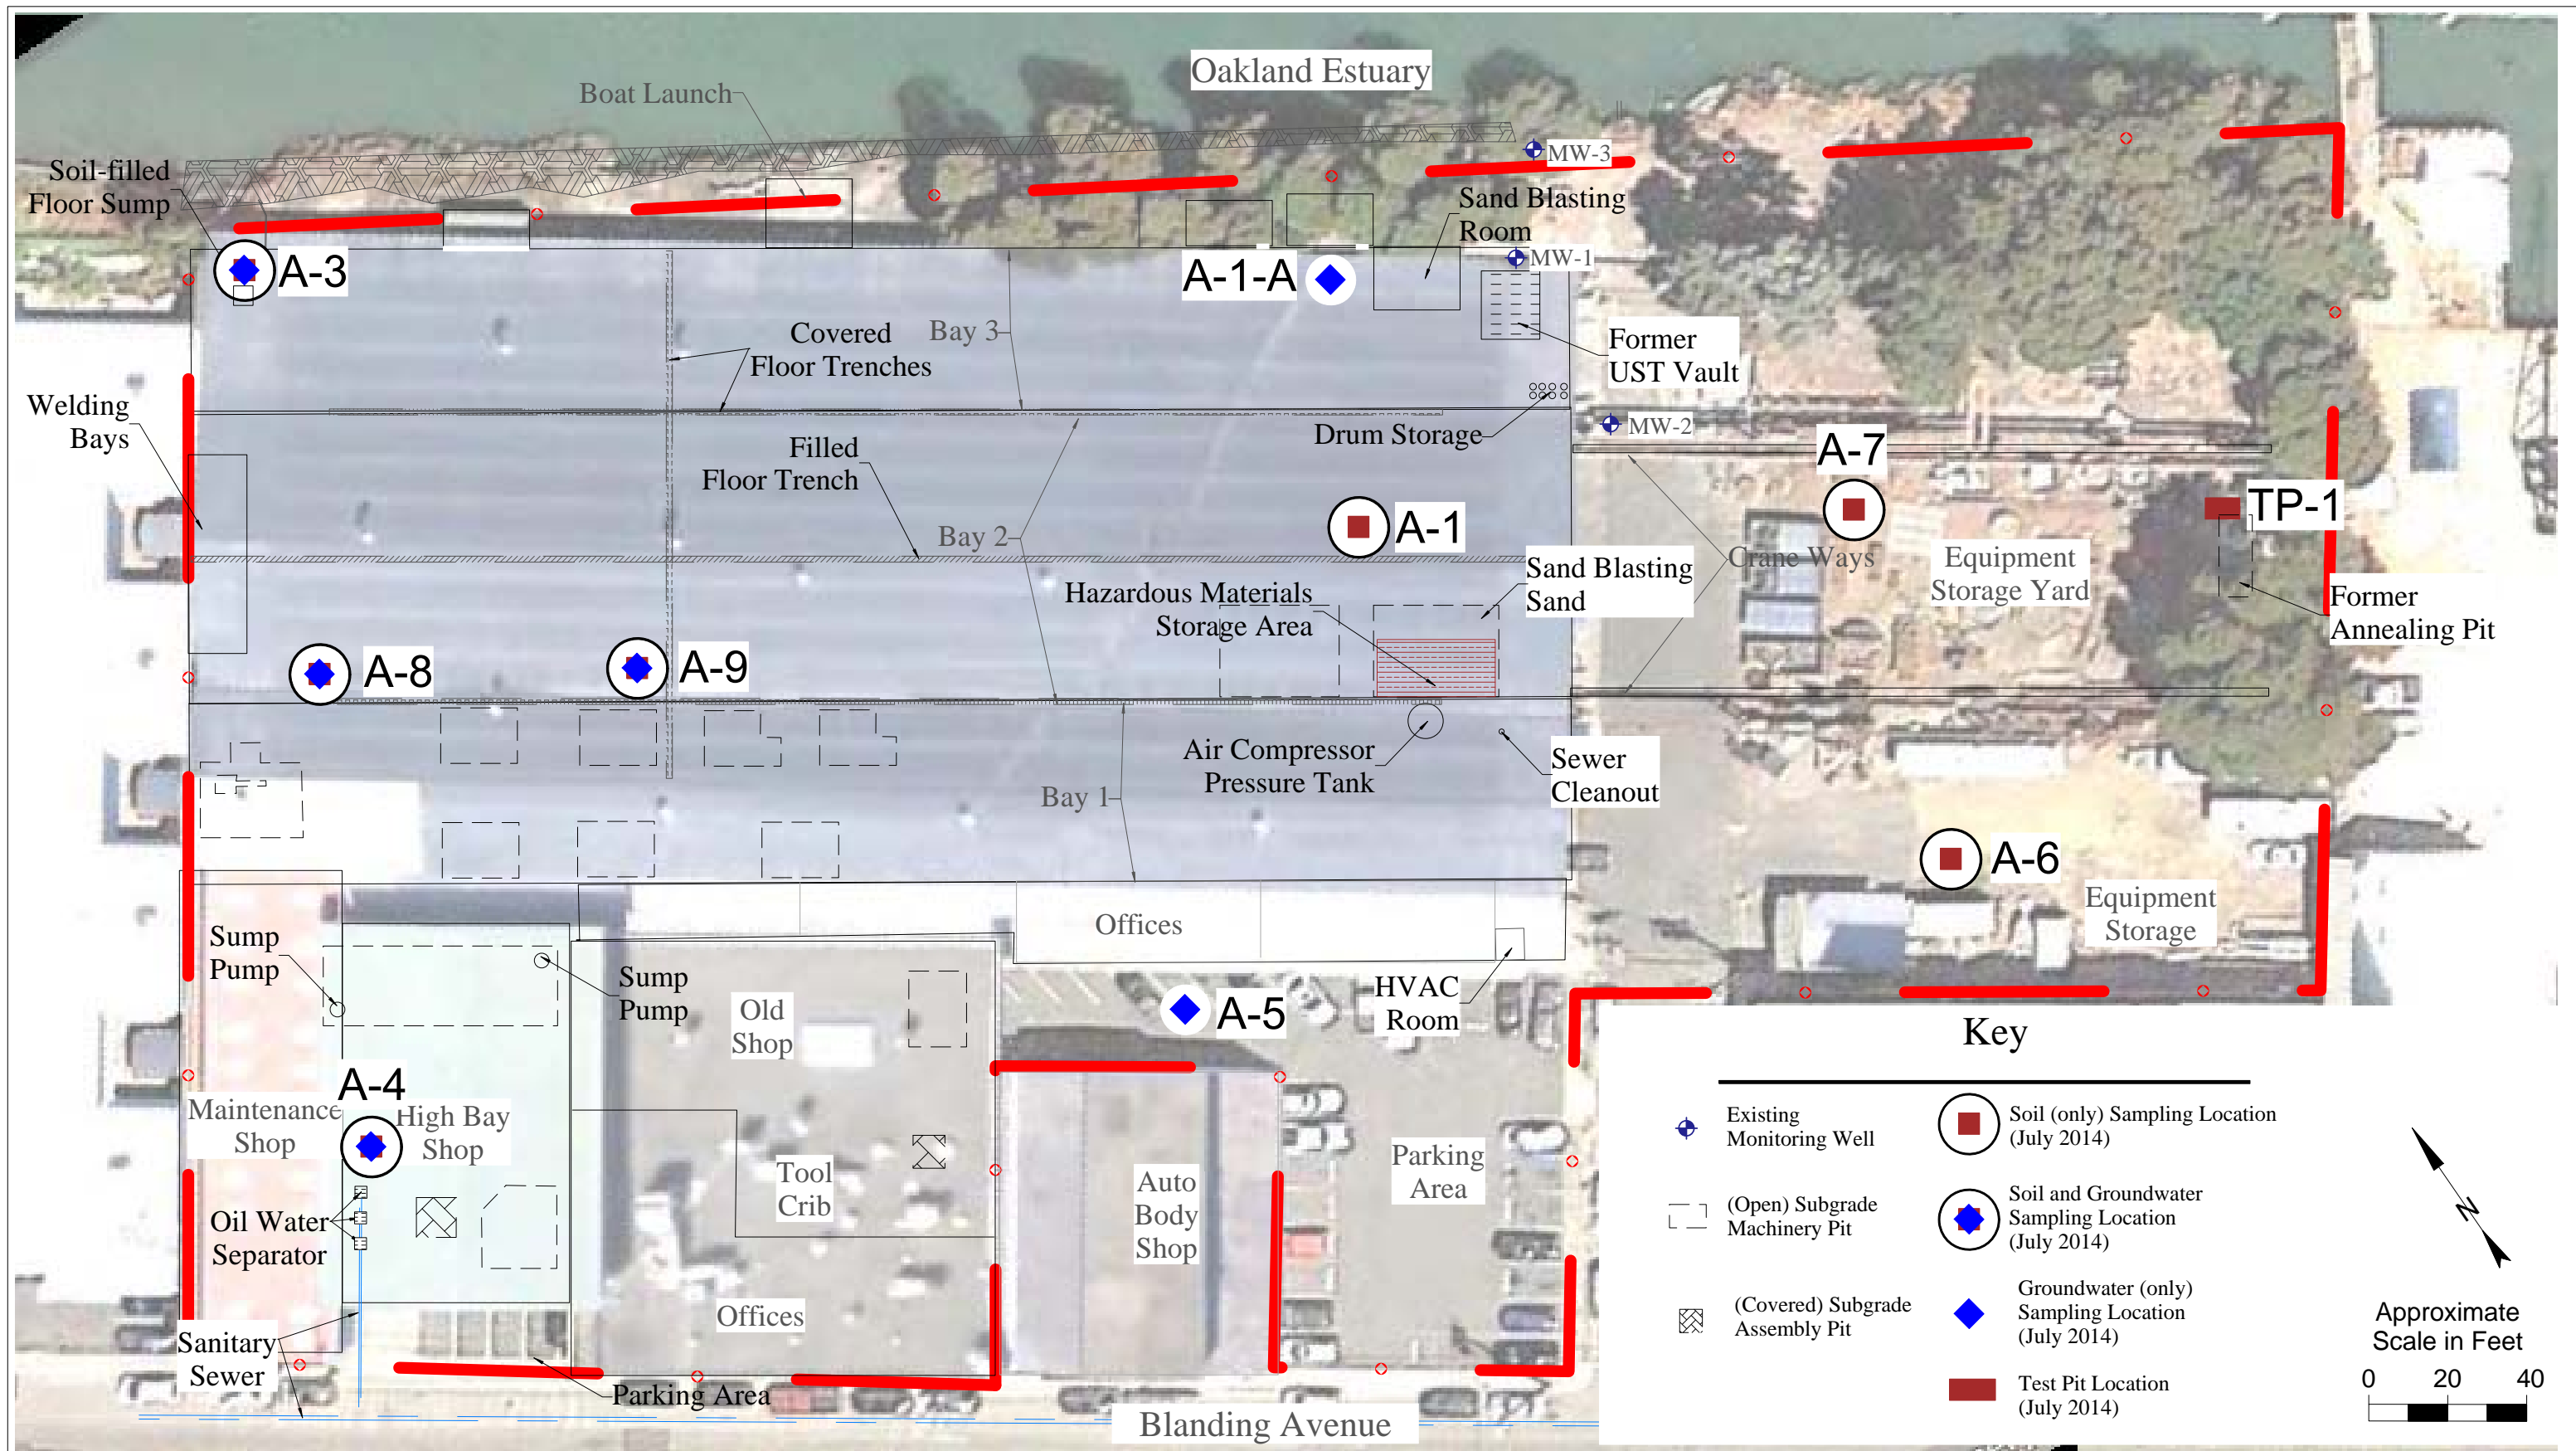 Oakland Estuary
Boat Launch
MW-3
Soil-filled
Floor Sump
Sand Blasting
Room
A-3
A-1-A
MW-1
Covered
Floor Trenches
Bay 3
Former
UST Vault
Welding
Bays
Drum Storage
MW-2
Filled
Floor Trench
A-7
Bay 2
A-1
TP-1
Crane Ways
Equipment
Storage Yard
Sand Blasting
Sand
Hazardous Materials
Storage Area
Former
Annealing Pit
A-8
A-9
Air Compressor
Pressure Tank
Sewer
Cleanout
Bay 1
A-6
Equipment
Storage
Offices
Sump
Pump
Sump
Pump
Old
Shop
A-5
HVAC
Room
A-4
Maintenance
Shop
High Bay
Shop
Tool
Crib
Auto
Body
Shop
Parking
Area
Oil Water
Separator
Offices
Sanitary
Sewer
Parking Area
Blanding Avenue
Key
Existing
Monitoring Well
Soil (only) Sampling Location
(July 2014)
(Open) Subgrade
Machinery Pit
Soil and Groundwater
Sampling Location
(July 2014)
(Covered) Subgrade
Assembly Pit
Groundwater (only)
Sampling Location
(July 2014)
Test Pit Location
(July 2014)
N
Approximate
Scale in Feet
0 20 40